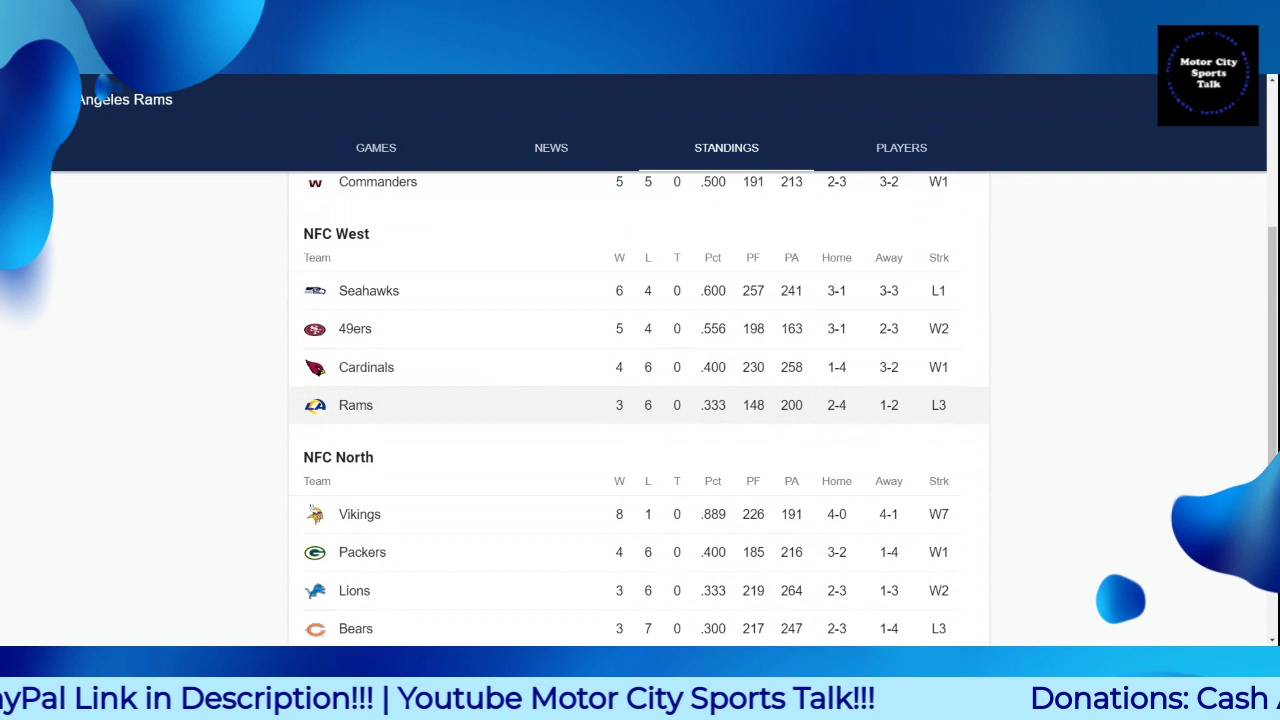 Motor City
Sports
Talk
Angeles Rams
GAMES NEWS STANDINGS PLAYERS
Commanders 5 5 0 .500 191 213 2-3 3-2 W1
NFC West
Team W L T Pct PF PA Home Away Strk
Seahawks 6 4 0 .600 257 241 3-1 3-3 L1
49ers 5 4 0 .556 198 163 3-1 2-3 W2
Cardinals 4 6 0 .400 230 258 1-4 3-2 W1
Rams 3 6 0 .333 148 200 2-4 1-2 L3
NFC North
Team W L T Pct PF PA Home Away Strk
Vikings 8 1 0 .889 226 191 4-0 4-1 W7
Packers 4 6 0 .400 185 216 3-2 1-4 W1
Lions 3 6 0 .333 219 264 2-3 1-3 W2
Bears 3 7 0 .300 217 247 2-3 1-4 L3
ayPal Link in Description!!! | Youtube Motor City Sports Talk!!! Donations: Cash